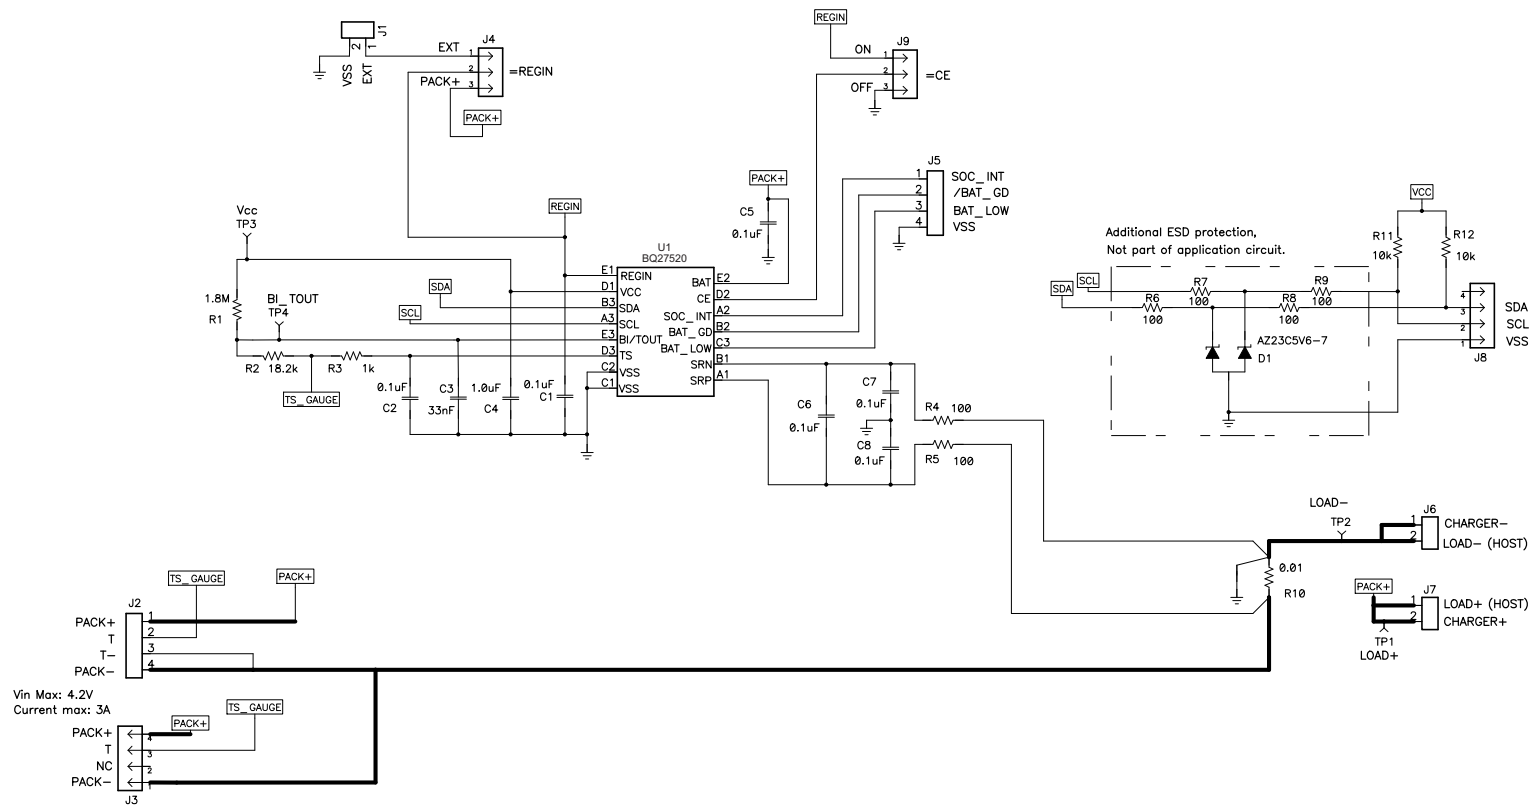 REGIN
J1
2
1
VSS
EXT
EXT
J4
1
2
3
=REGIN
PACK+
PACK+
J9
ON
1
2
=CE
OFF
3
J5
PACK+
1
SOC_INT
2
/BAT_GD
3
BAT_LOW
4
VSS
C5
0.1uF
REGIN
Vcc
TP3
VCC
Additional ESD protection,
Not part of application circuit.
R11
10k
R12
10k
U1
BQ27520
E1
REGIN
D1
VCC
B3
SDA
A3
SCL
E3
BI/TOUT
D3
TS
C2
VSS
C1
VSS
BAT
E2
CE
D2
SOC_INT
A2
BAT_GD
B2
BAT_LOW
C3
SRN
B1
SRP
A1
SDA
SCL
1.8M
R1
BI_TOUT
TP4
R2
18.2k
R3
1k
TS_GAUGE
0.1uF
C2
C3
33nF
1.0uF
C4
0.1uF
C1
SCL
SDA
R7
100
R9
100
R6
100
R8
100
AZ23C5V6-7
D1
4
3
SDA
2
SCL
1
VSS
J8
C6
0.1uF
C7
0.1uF
C8
0.1uF
R4
100
R5
100
LOAD-
TP2
J6
1
CHARGER-
2
LOAD- (HOST)
0.01
R10
PACK+
J7
1
LOAD+ (HOST)
2
CHARGER+
TP1
LOAD+
TS_GAUGE
PACK+
J2
PACK+
1
T
2
T-
3
PACK-
4
Vin Max: 4.2V
Current max: 3A
TS_GAUGE
PACK+
PACK+
4
T
3
NC
2
PACK-
1
J3